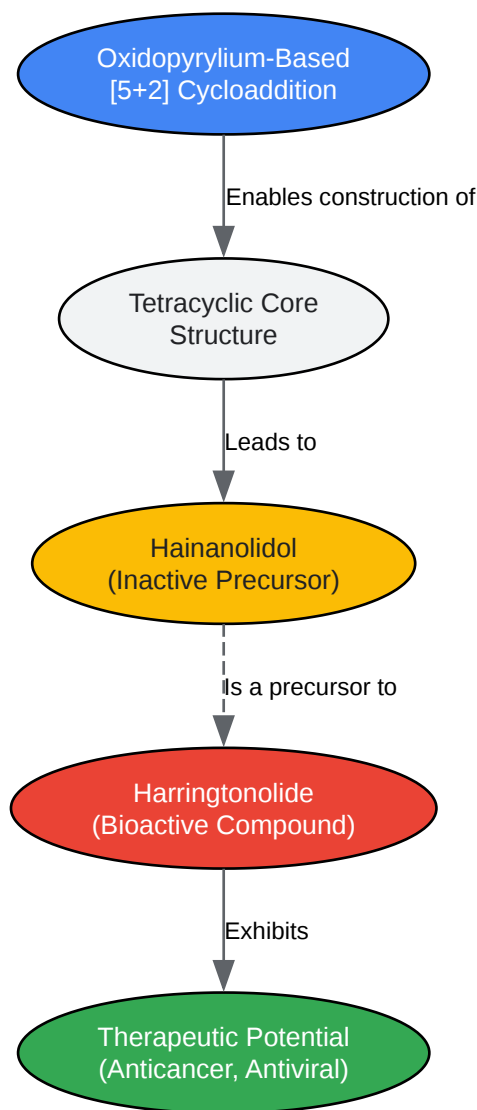 Oxidopyrylium-Based
[5+2] Cycloaddition
Enables construction of
Tetracyclic Core
Structure
Leads to
Hainanolidol
(Inactive Precursor)
Is a precursor to
Harringtonolide
(Bioactive Compound)
Exhibits
Therapeutic Potential
(Anticancer, Antiviral)